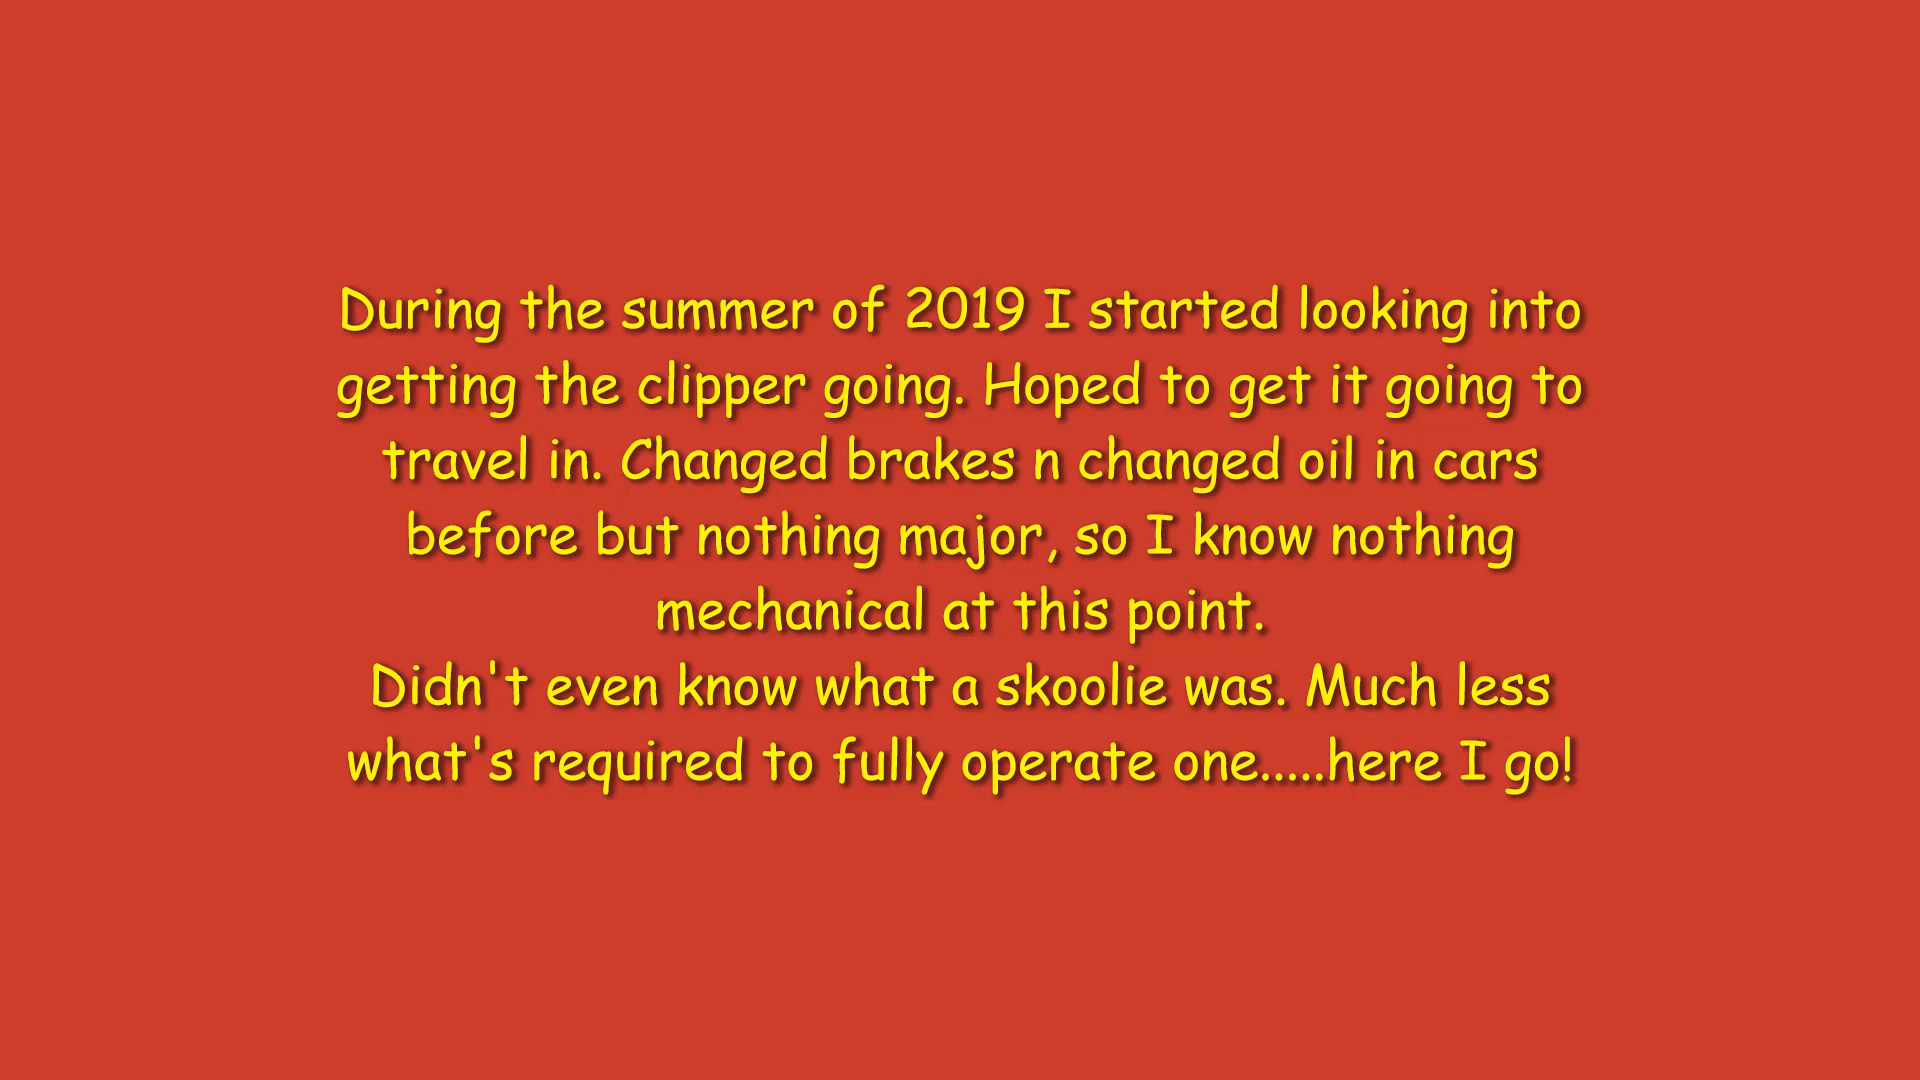 During the summer of 2019 I started looking into
getting the clipper going. Hoped to get it going to
travel in. Changed brakes n changed oil in cars
before but nothing major, so I know nothing
mechanical at this point.
Didn't even know what a skoolie was. Much less
what's required to fully operate one.....here I go!